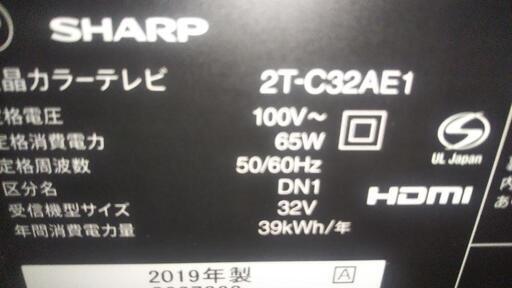 SHARP
晶カラーテレビ 2T-C32AE1
格電圧 100V～
定格消費電力 65W
定格周波数 50/60Hz
区分名 DN1
受信機型サイズ 32V
年間消費電力量 39kWh/年
S
UL Japan
HDMI
2019年製 A